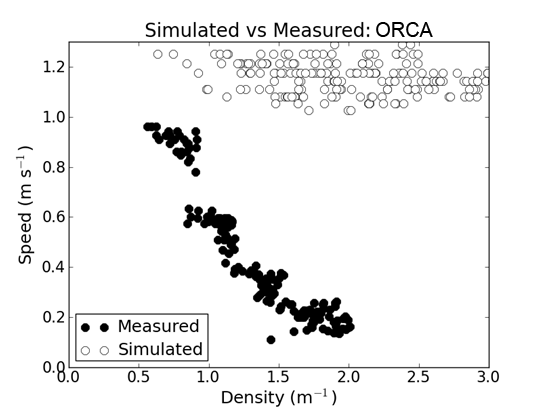 Simulated vs Measured: ORCA
1.2
1.0
0.8
0.6
0.4
0.2
0.0
Speed (m s⁻¹)
Measured
Simulated
0.0 0.5 1.0 1.5 2.0 2.5 3.0
Density (m⁻¹)